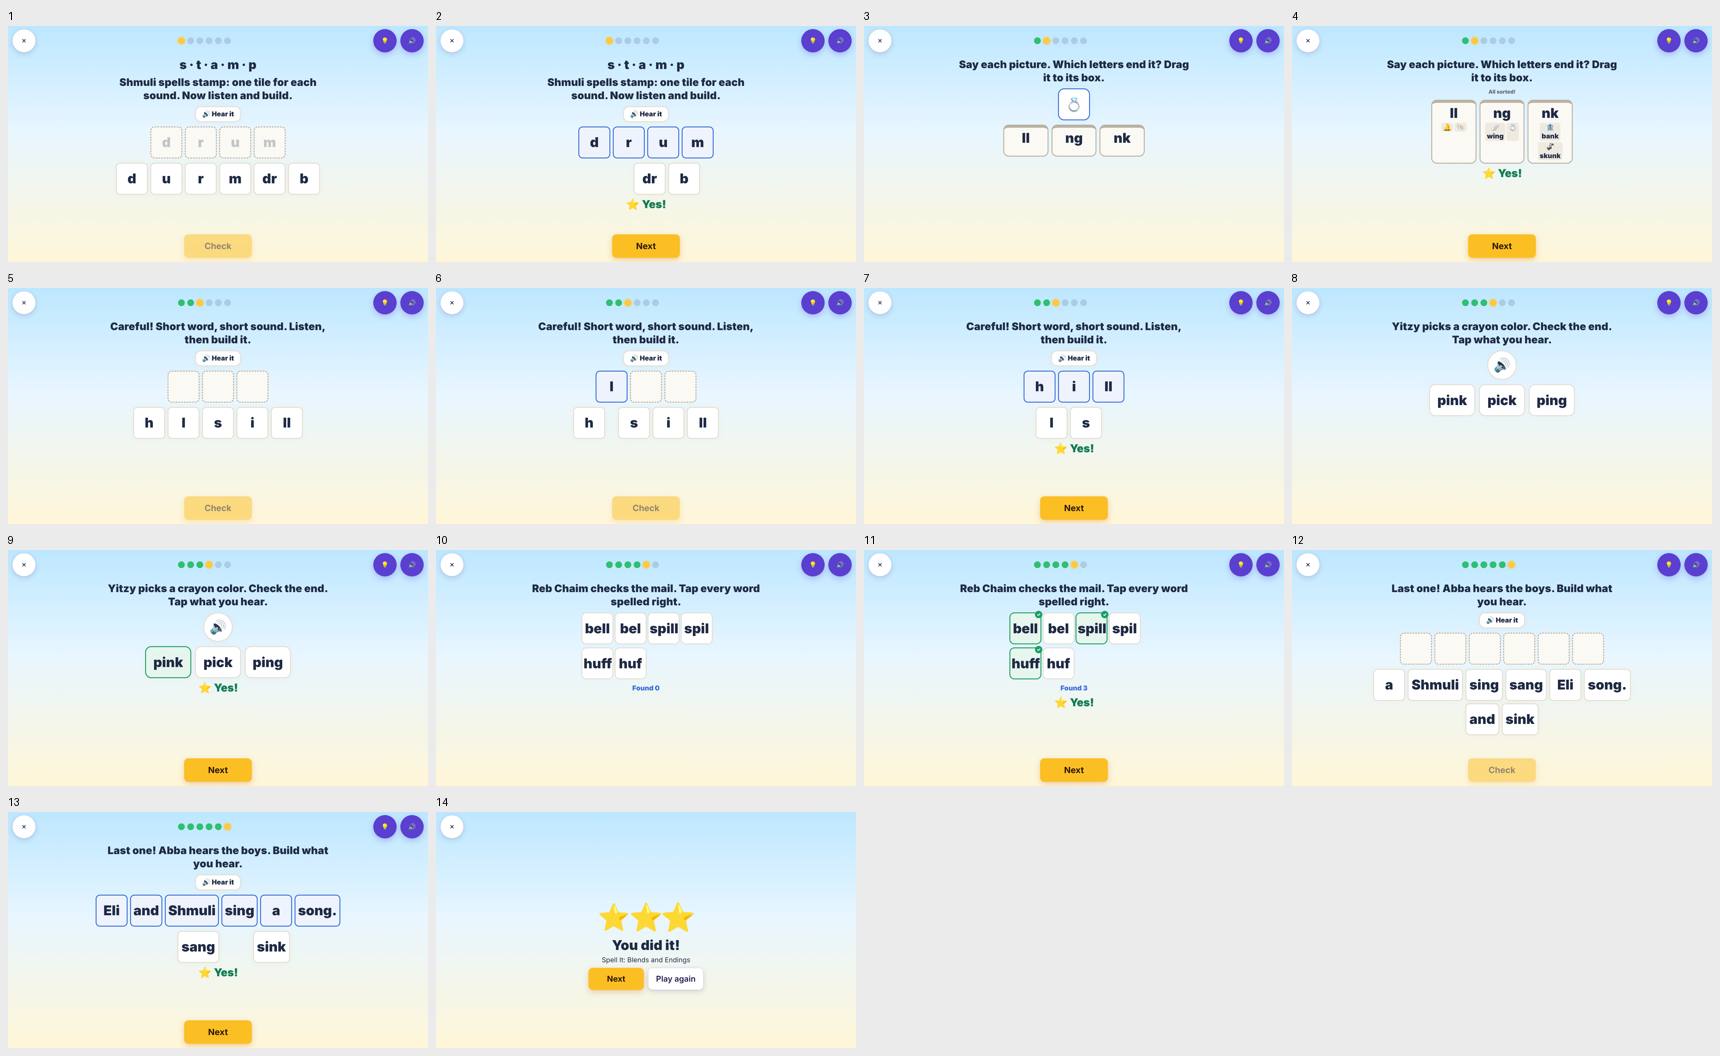 1
s · t · a · m · p
Shmuli spells stamp: one tile for each
sound. Now listen and build.
Hear it
d r u m
d u r m dr b
Check
2
s · t · a · m · p
Shmuli spells stamp: one tile for each
sound. Now listen and build.
Hear it
d r u m
dr b
Yes!
Next
3
Say each picture. Which letters end it? Drag
it to its box.
ll ng nk
4
Say each picture. Which letters end it? Drag
it to its box.
All sorted!
ll ng nk
wing bank
skunk
Yes!
Next
5
Careful! Short word, short sound. Listen,
then build it.
Hear it
h l s i ll
Check
6
Careful! Short word, short sound. Listen,
then build it.
Hear it
l
h s i ll
Check
7
Careful! Short word, short sound. Listen,
then build it.
Hear it
h i ll
l s
Yes!
Next
8
Yitzy picks a crayon color. Check the end.
Tap what you hear.
pink pick ping
9
Yitzy picks a crayon color. Check the end.
Tap what you hear.
pink pick ping
Yes!
Next
10
Reb Chaim checks the mail. Tap every word
spelled right.
bell bel spill spil
huff huf
Found 0
11
Reb Chaim checks the mail. Tap every word
spelled right.
bell bel spill spil
huff huf
Found 3
Yes!
Next
12
Last one! Abba hears the boys. Build what
you hear.
Hear it
a Shmuli sing sang Eli song.
and sink
Check
13
Last one! Abba hears the boys. Build what
you hear.
Hear it
Eli and Shmuli sing a song.
sang sink
Yes!
Next
14
You did it!
Spell It: Blends and Endings
Next Play again